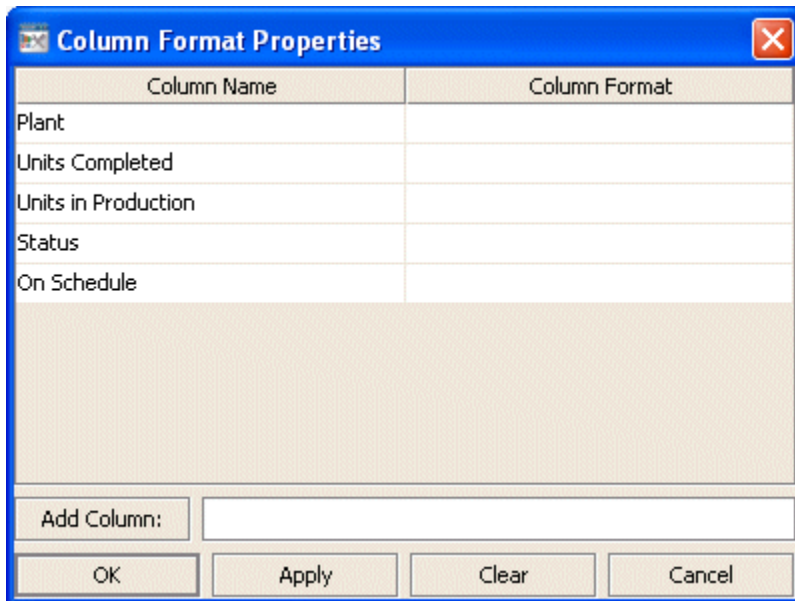 Column Format Properties
Column Name Column Format
Plant
Units Completed
Units in Production
Status
On Schedule
Add Column:
OK Apply Clear Cancel